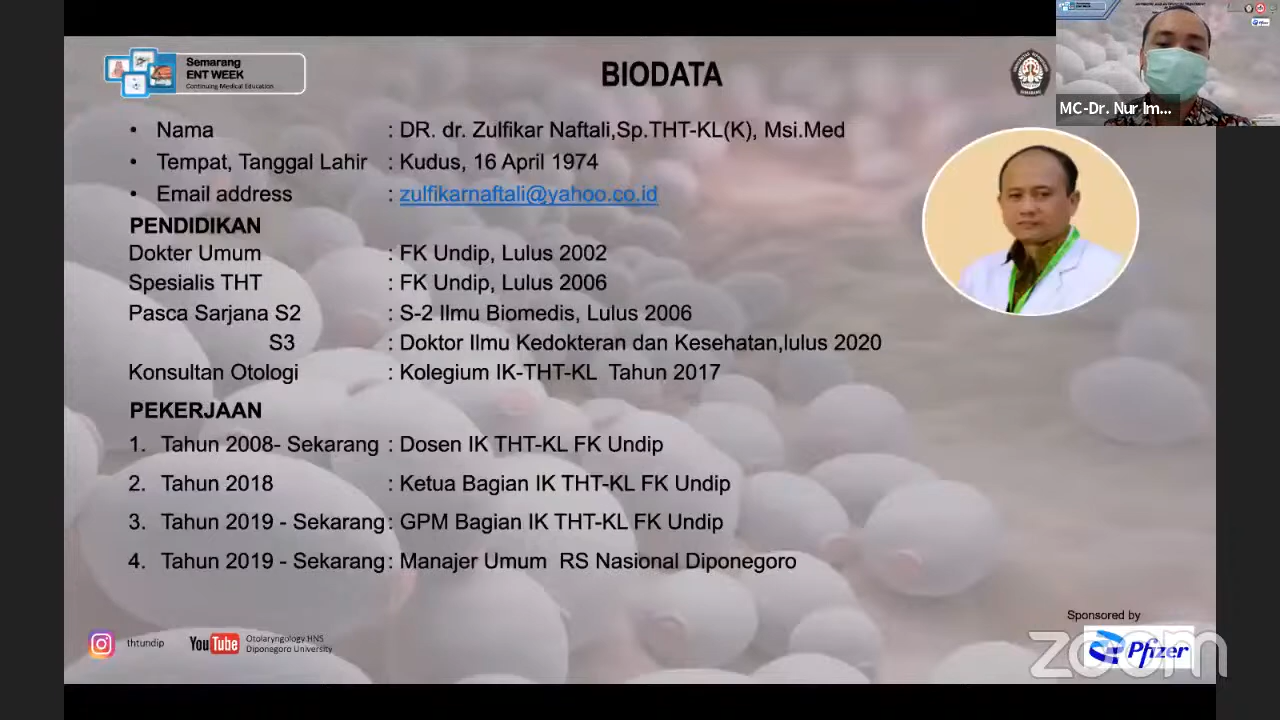 Semarang
ENT WEEK
Continuing Medical Education
BIODATA
MC-Dr. Nur Im...
• Nama : DR. dr. Zulfikar Naftali,Sp.THT-KL(K), Msi.Med
• Tempat, Tanggal Lahir : Kudus, 16 April 1974
• Email address : zulfikarnaftali@yahoo.co.id
PENDIDIKAN
Dokter Umum : FK Undip, Lulus 2002
Spesialis THT : FK Undip, Lulus 2006
Pasca Sarjana S2 : S-2 Ilmu Biomedis, Lulus 2006
S3 : Doktor Ilmu Kedokteran dan Kesehatan,lulus 2020
Konsultan Otologi : Kolegium IK-THT-KL Tahun 2017
PEKERJAAN
1. Tahun 2008- Sekarang : Dosen IK THT-KL FK Undip
2. Tahun 2018 : Ketua Bagian IK THT-KL FK Undip
3. Tahun 2019 - Sekarang : GPM Bagian IK THT-KL FK Undip
4. Tahun 2019 - Sekarang : Manajer Umum RS Nasional Diponegoro
thtundip
YouTube
Otolaryngology HNS
Diponegoro University
Sponsored by
Pfizer
zoom